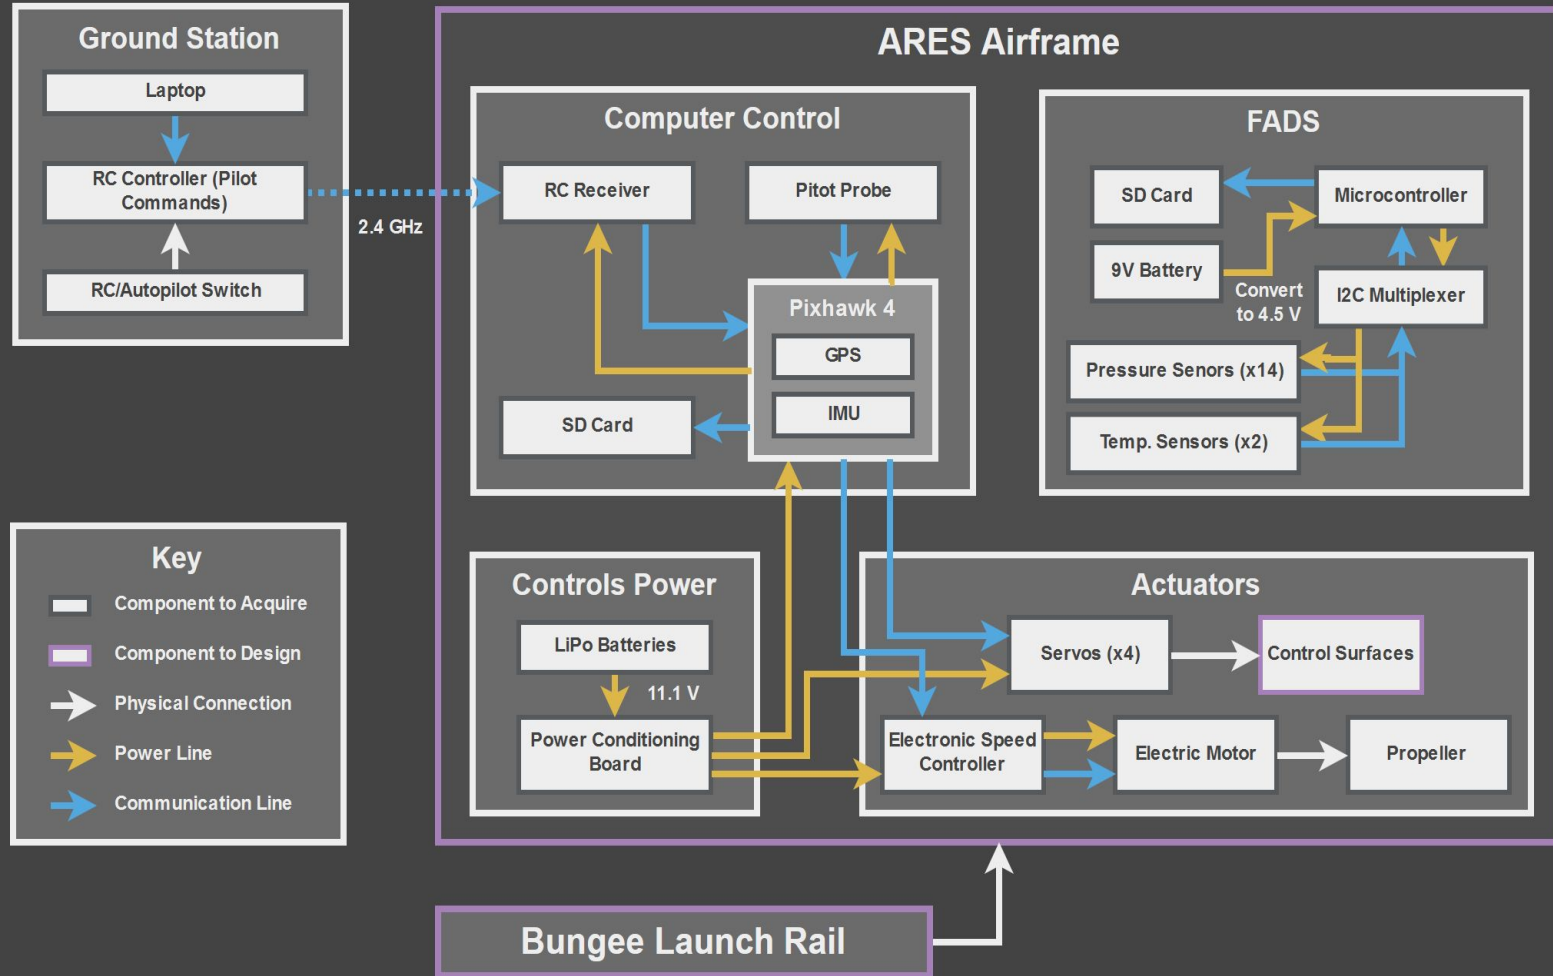 Ground Station
Laptop
RC Controller (Pilot
Commands)
RC/Autopilot Switch
2.4 GHz
ARES Airframe
Computer Control
RC Receiver
Pitot Probe
Pixhawk 4
GPS
IMU
SD Card
FADS
SD Card
Microcontroller
9V Battery
Convert
to 4.5 V
I2C Multiplexer
Pressure Senors (x14)
Temp. Sensors (x2)
Key
Component to Acquire
Component to Design
Physical Connection
Power Line
Communication Line
Controls Power
LiPo Batteries
11.1 V
Power Conditioning
Board
Actuators
Servos (x4)
Control Surfaces
Electronic Speed
Controller
Electric Motor
Propeller
Bungee Launch Rail